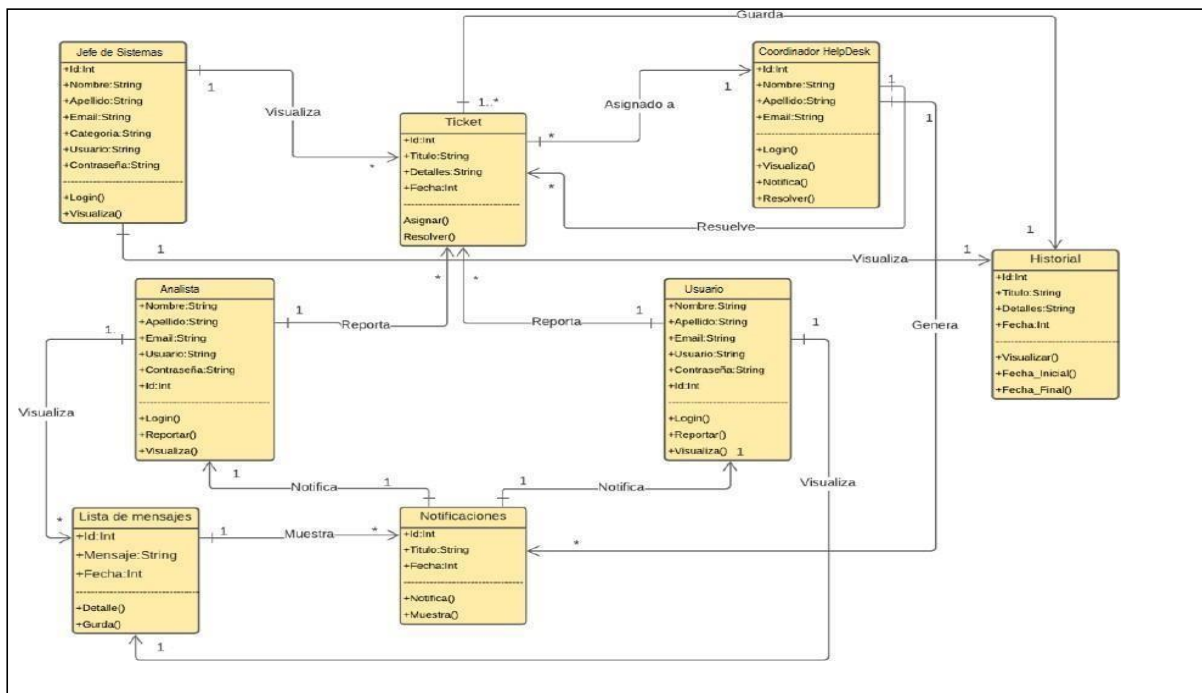 Guarda
Jefe de Sistemas
+Id:Int
+Nombre:String
+Apellido:String
+Email:String
+Categoria:String
+Usuario:String
+Contraseña:String
+Login()
+Visualiza()
1
Visualiza
*
1..*
Ticket
+Id:Int
+Titulo:String
+Detalles:String
+Fecha:Int
Asignar()
Resolver()
*
Asignado a
1
Coordinador HelpDesk
+Id:Int
+Nombre:String
+Apellido:String
+Email:String
+Login()
+Visualiza()
+Notifica()
+Resolver()
1
1
*
Resuelve
1
Visualiza
1
1
Historial
+Id:Int
+Titulo:String
+Detalles:String
+Fecha:Int
+Visualizar()
+Fecha_Inicial()
+Fecha_Final()
Genera
Analista
+Nombre:String
+Apellido:String
+Email:String
+Usuario:String
+Contraseña:String
+Id:Int
+Login()
+Reportar()
+Visualiza()
1
Reporta
*
*
Reporta
1
Usuario
+Nombre:String
+Apellido:String
+Email:String
+Usuario:String
+Contraseña:String
+Id:Int
+Login()
+Reportar()
+Visualiza()
1
1
Visualiza
1.
Visualiza
*
1
Notifica
1
1
Notifica
Lista de mensajes
+Id:Int
+Mensaje:String
+Fecha:Int
+Detalle()
+Gurda()
1
Muestra
*
Notificaciones
+Id:Int
+Titulo:String
+Fecha:Int
+Notifica()
+Muestra()
*
1